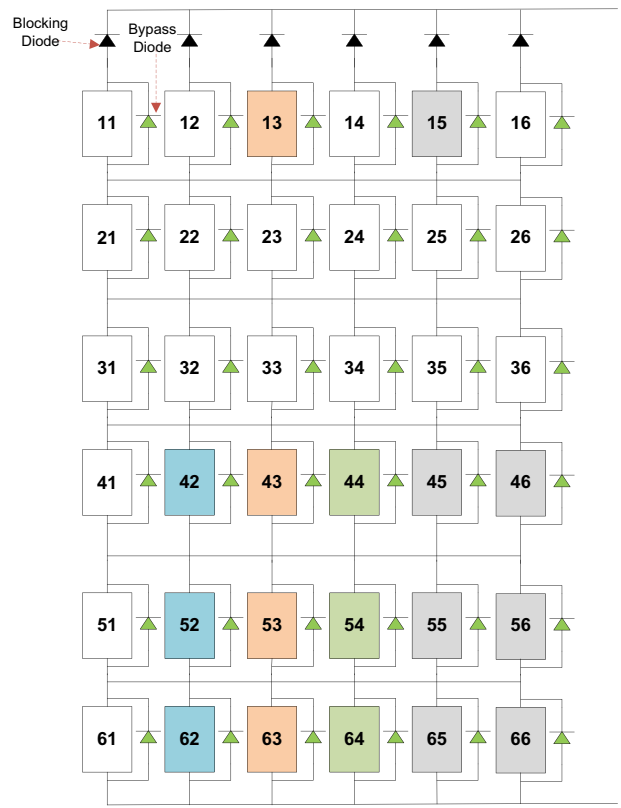 Blocking
Diode
Bypass
Diode
11 12 13 14 15 16
21 22 23 24 25 26
31 32 33 34 35 36
41 42 43 44 45 46
51 52 53 54 55 56
61 62 63 64 65 66